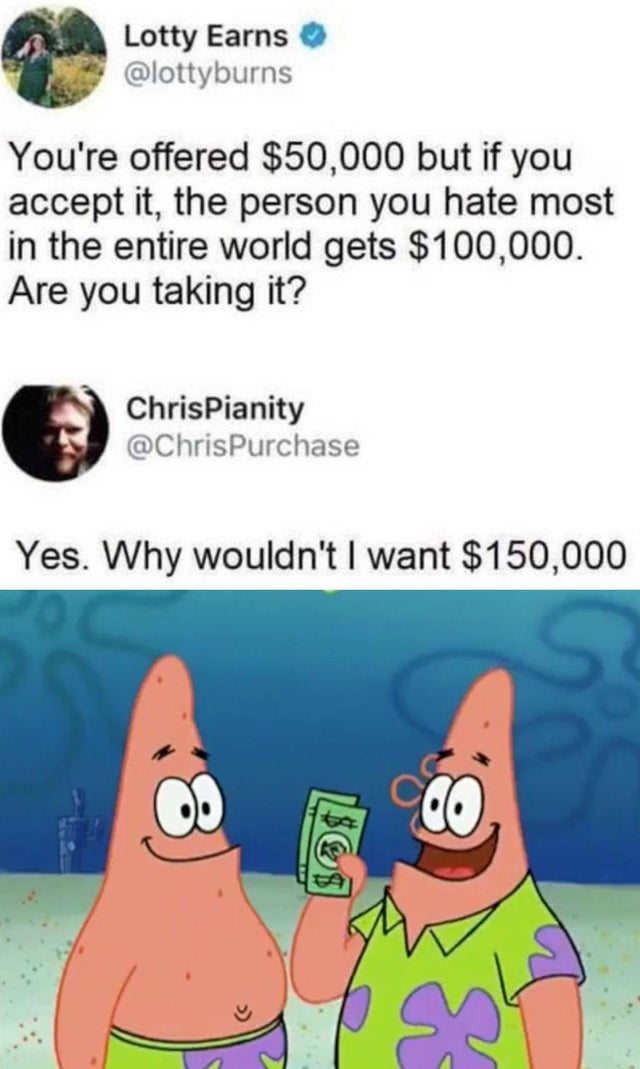 Lotty Earns
@lottyburns
You're offered $50,000 but if you
accept it, the person you hate most
in the entire world gets $100,000.
Are you taking it?
ChrisPianity
@ChrisPurchase
Yes. Why wouldn't I want $150,000